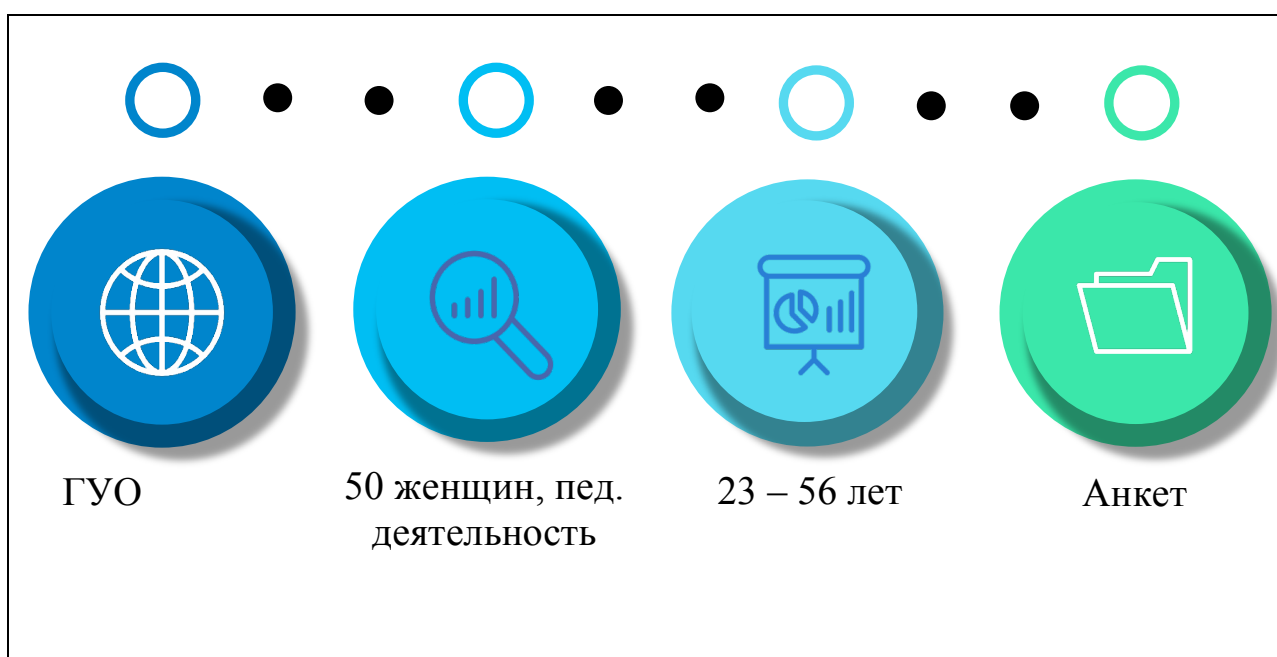 ГУО
50 женщин, пед.
деятельность
23 – 56 лет
Анкет